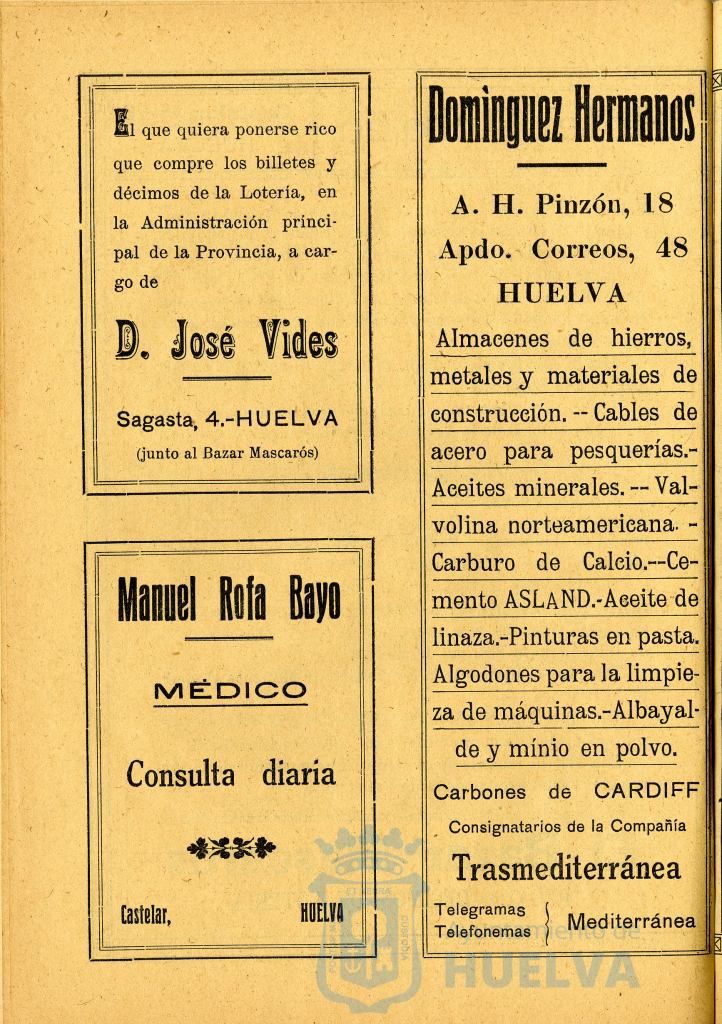 El que quiera ponerse rico
que compre los billetes y
décimos de la Lotería, en
la Administración princi-
pal de la Provincia, a car-
go de
D. José Vides
Sagasta, 4.-HUELVA
(junto al Bazar Mascarós)
Manuel Rofa Bayo
MÉDICO
Consulta diaria
Castelar, HUELVA
Domìnguez Hermanos
A. H. Pinzón, 18
Apdo. Correos, 48
HUELVA
Almacenes de hierros,
metales y materiales de
construcción. -- Cables de
acero para pesquerías.-
Aceites minerales. -- Val-
volina norteamericana. -
Carburo de Calcio.--Ce-
mento ASLAND.-Aceite de
linaza.-Pinturas en pasta.
Algodones para la limpie-
za de máquinas.-Albayal-
de y mínio en polvo.
Carbones de CARDIFF
Consignatarios de la Compañía
Trasmediterránea
Telegramas
Telefonemas } Mediterránea
Ayuntamiento de
HUELVA